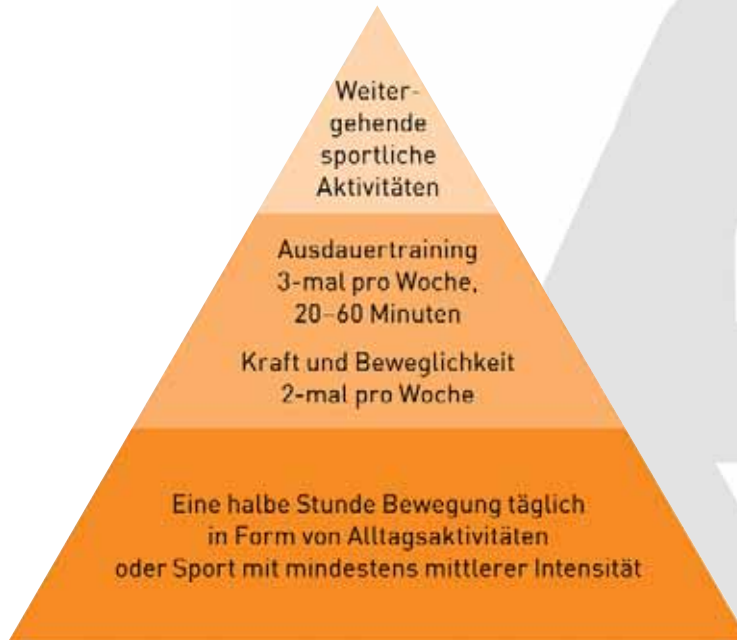 Weiter-
gehende
sportliche
Aktivitäten
Ausdauertraining
3-mal pro Woche,
20–60 Minuten
Kraft und Beweglichkeit
2-mal pro Woche
Eine halbe Stunde Bewegung täglich
in Form von Alltagsaktivitäten
oder Sport mit mindestens mittlerer Intensität